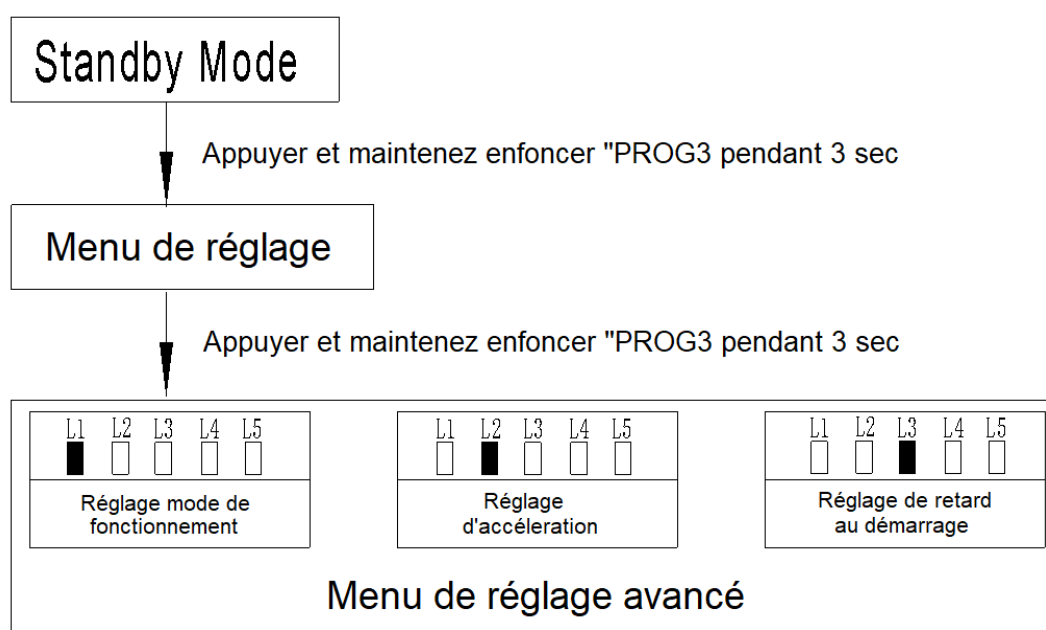 Standby Mode
Appuyer et maintenez enfoncer "PROG3 pendant 3 sec
Menu de réglage
Appuyer et maintenez enfoncer "PROG3 pendant 3 sec
L1 L2 L3 L4 L5
Réglage mode de
fonctionnement
L1 L2 L3 L4 L5
Réglage
d'accéleration
L1 L2 L3 L4 L5
Réglage de retard
au démarrage
Menu de réglage avancé